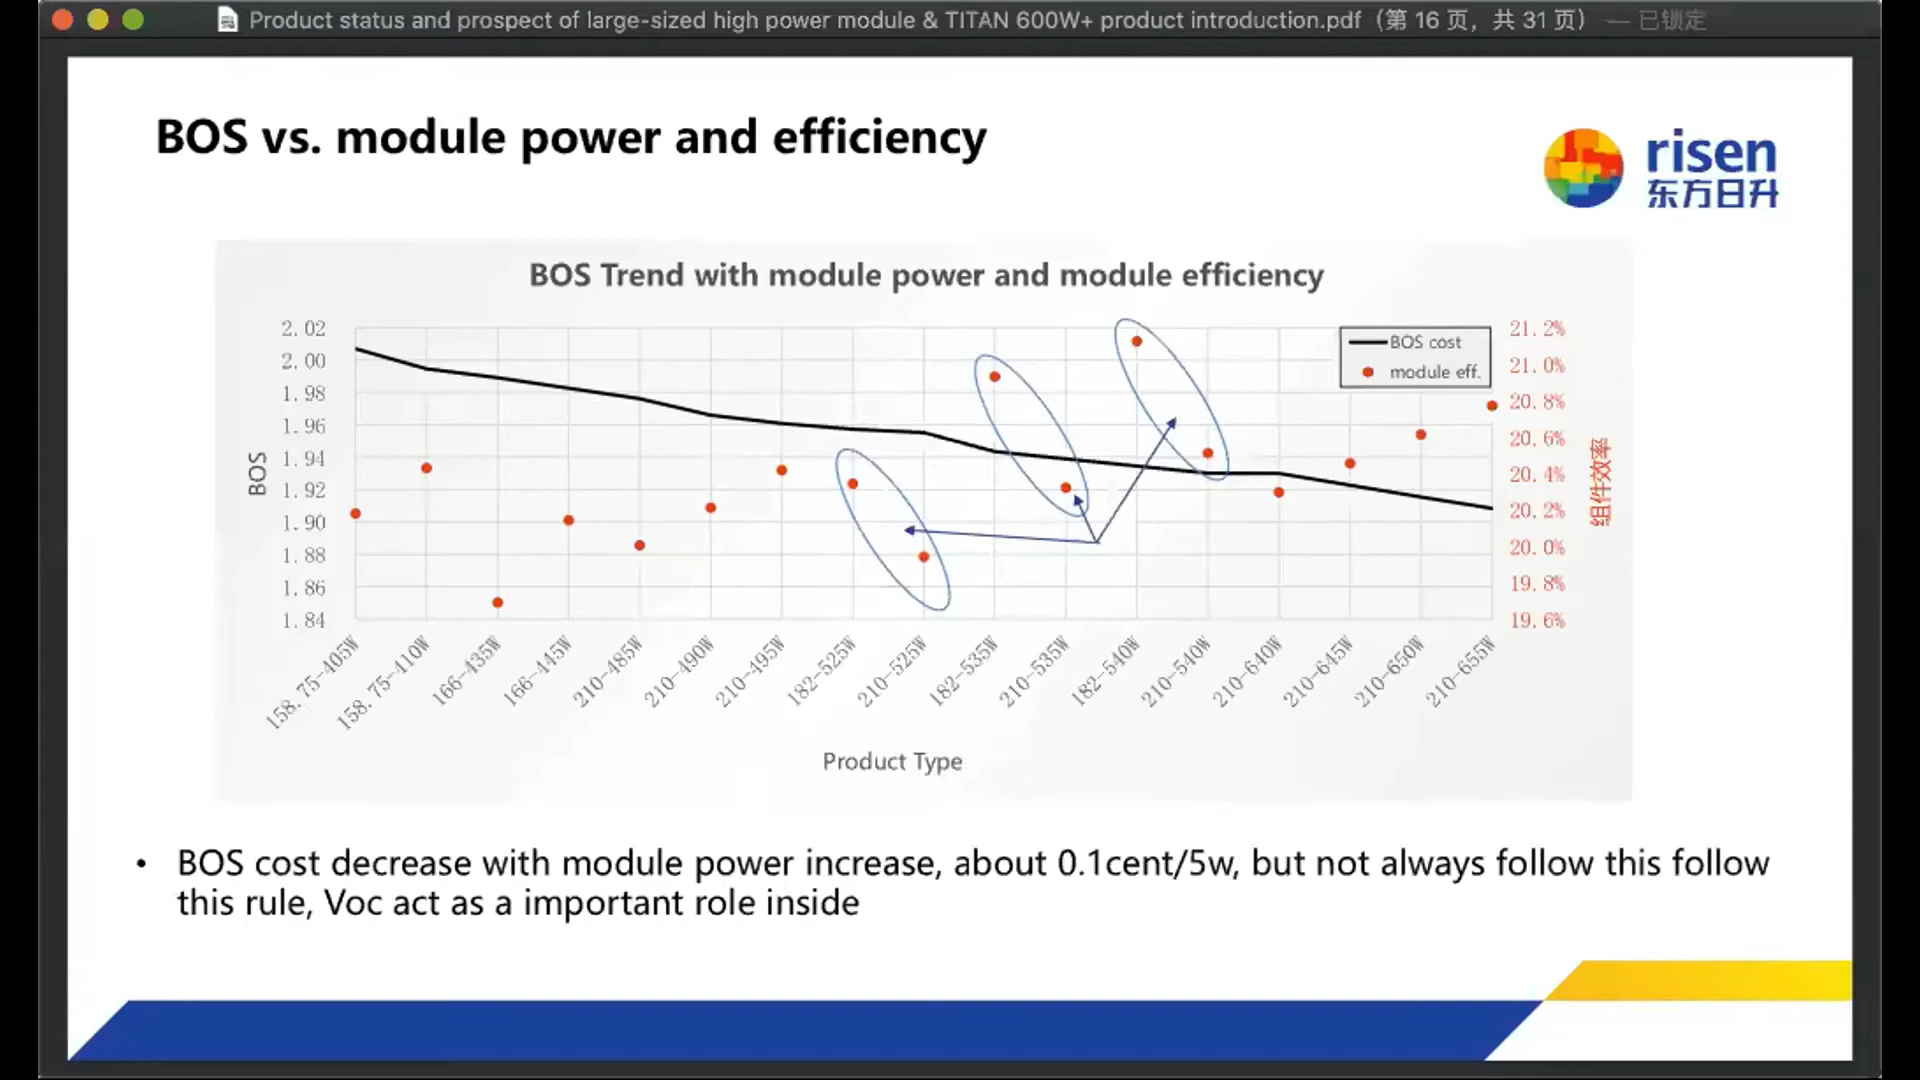 Product status and prospect of large-sized high power module & TITAN 600W+ product introduction.pdf（第 16 页，共 31 页） — 已锁定
BOS vs. module power and efficiency
risen
东方日升
BOS Trend with module power and module efficiency
2.02
2.00
1.98
1.96
1.94
1.92
1.90
1.88
1.86
1.84
BOS
BOS cost
module eff.
21.2%
21.0%
20.8%
20.6%
20.4%
20.2%
20.0%
19.8%
19.6%
组件效率
158.75-405W
158.75-410W
166-435W
166-445W
210-485W
210-490W
210-495W
182-525W
210-525W
182-535W
210-535W
182-540W
210-540W
210-640W
210-645W
210-650W
210-655W
Product Type
• BOS cost decrease with module power increase, about 0.1cent/5w, but not always follow this follow
this rule, Voc act as a important role inside